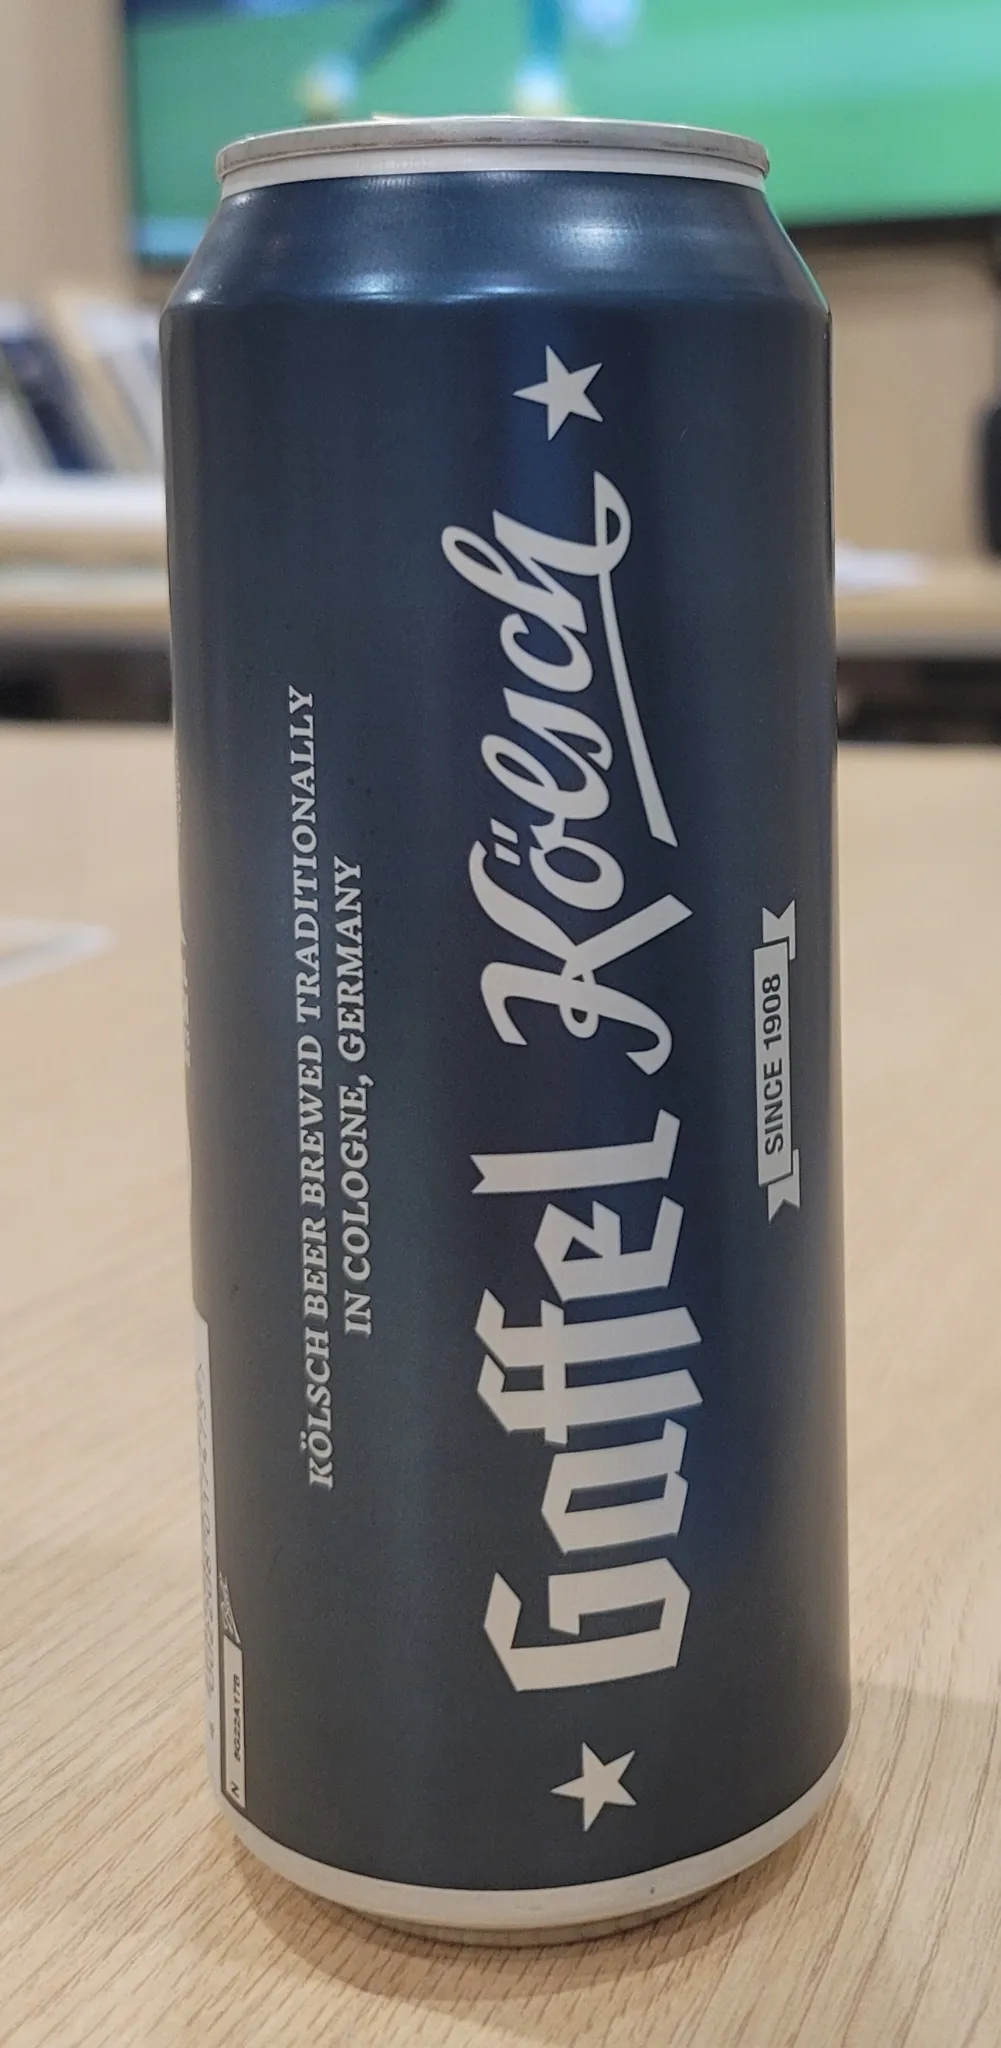 Gaffel Kölsch
SINCE 1908
KÖLSCH BEER BREWED TRADITIONALLY
IN COLOGNE, GERMANY